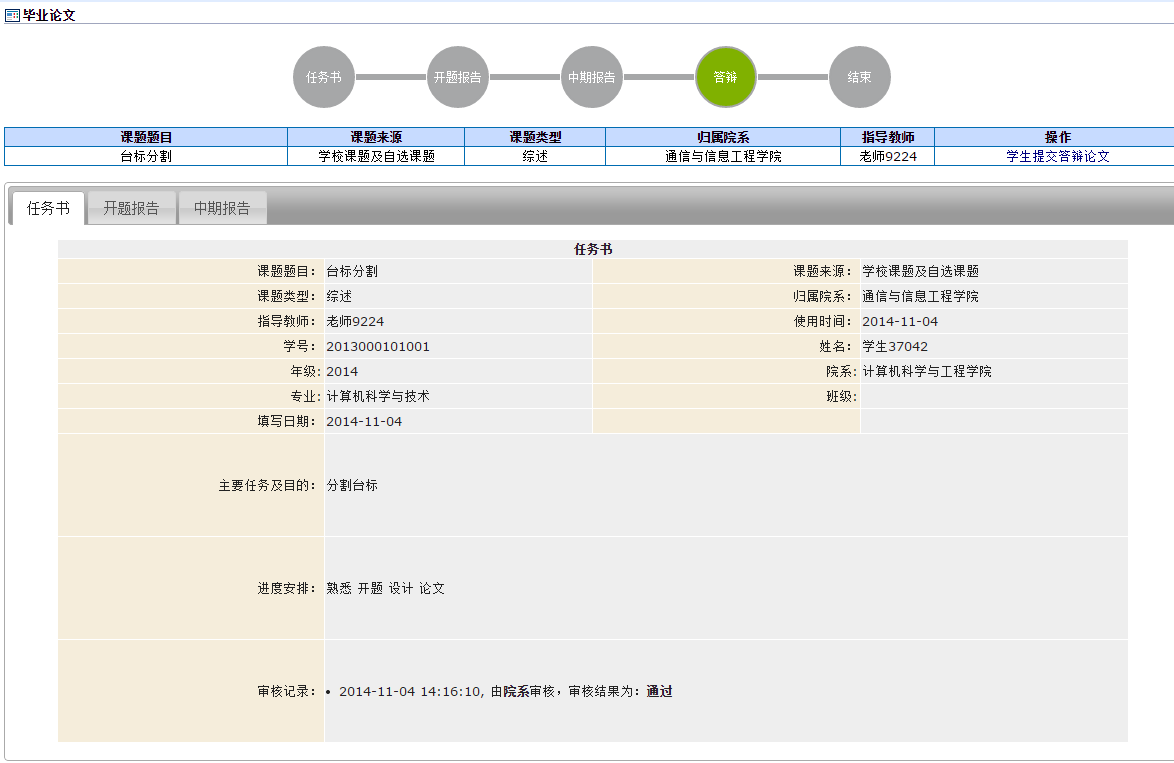 毕业论文
任务书 开题报告 中期报告 答辩 结束
课题题目 课题来源 课题类型 归属院系 指导教师 操作
台标分割 学校课题及自选课题 综述 通信与信息工程学院 老师9224 学生提交答辩论文
任务书 开题报告 中期报告
任务书
课题题目: 台标分割 课题来源: 学校课题及自选课题
课题类型: 综述 归属院系: 通信与信息工程学院
指导教师: 老师9224 使用时间: 2014-11-04
学号: 2013000101001 姓名: 学生37042
年级: 2014 院系: 计算机科学与工程学院
专业: 计算机科学与技术 班级:
填写日期: 2014-11-04
主要任务及目的: 分割台标
进度安排: 熟悉 开题 设计 论文
审核记录: • 2014-11-04 14:16:10, 由院系审核，审核结果为: 通过